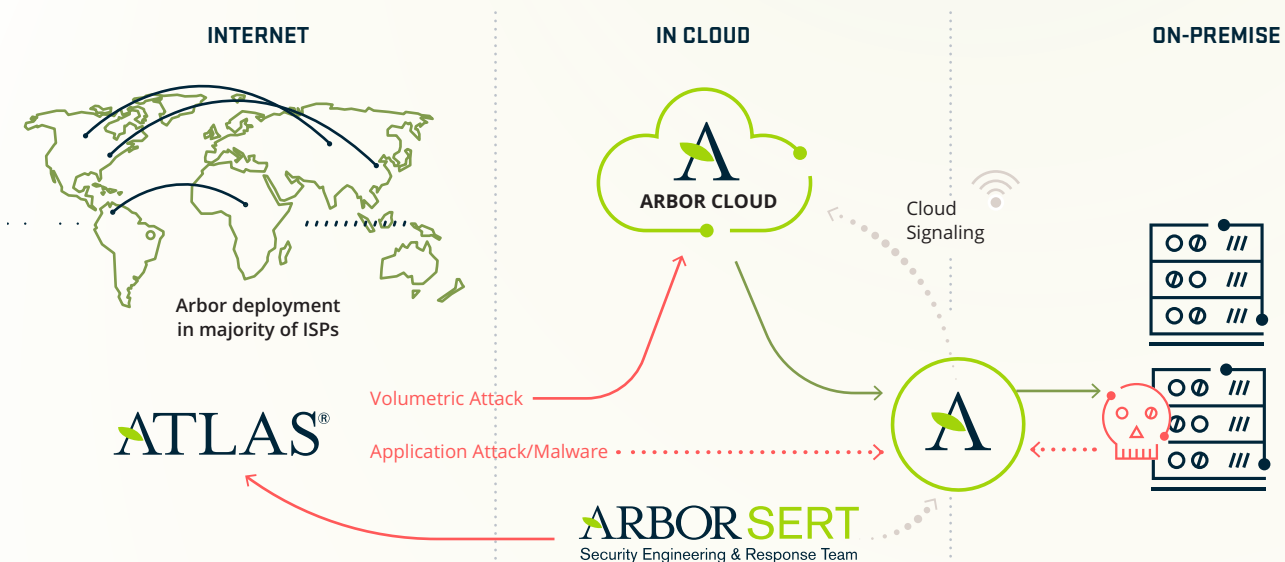 INTERNET
IN CLOUD
ON-PREMISE
A
ARBOR CLOUD
Cloud
Signaling
Arbor deployment
in majority of ISPs
Volumetric Attack
ATLAS®
Application Attack/Malware
A
ARBOR SERT
Security Engineering & Response Team